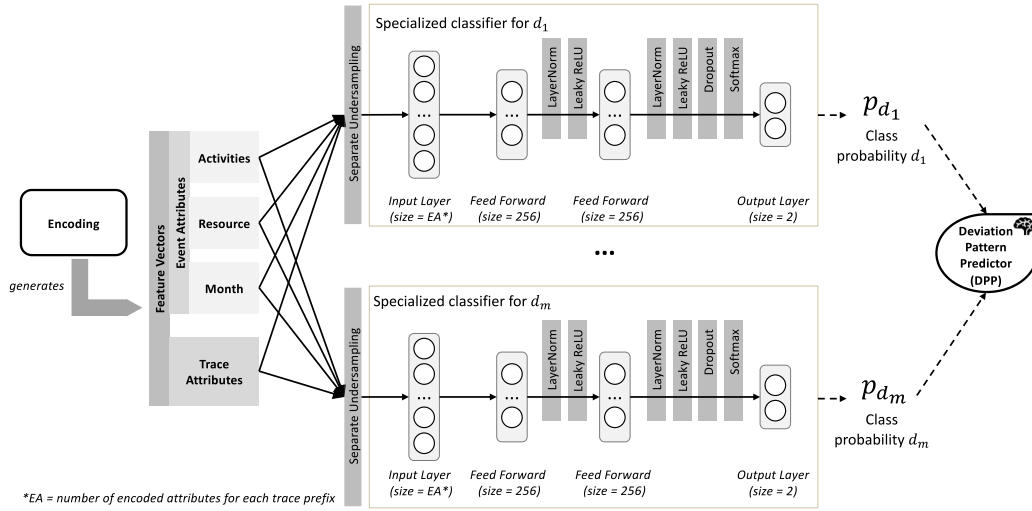 Encoding
generates
Feature Vectors
Event Attributes
Activities
Resource
Month
Trace
Attributes
*EA = number of encoded attributes for each trace prefix
Separate Undersampling
Specialized classifier for d₁
...
LayerNorm
Leaky ReLU
LayerNorm
Leaky ReLU
Dropout
Softmax
...
...
Input Layer
(size = EA*)
Feed Forward
(size = 256)
Feed Forward
(size = 256)
Output Layer
(size = 2)
p_{d₁}
Class
probability d₁
...
Separate Undersampling
Specialized classifier for dₘ
...
LayerNorm
Leaky ReLU
LayerNorm
Leaky ReLU
Dropout
Softmax
...
...
Input Layer
(size = EA*)
Feed Forward
(size = 256)
Feed Forward
(size = 256)
Output Layer
(size = 2)
p_{dₘ}
Class
probability dₘ
Deviation
Pattern
Predictor
(DPP)